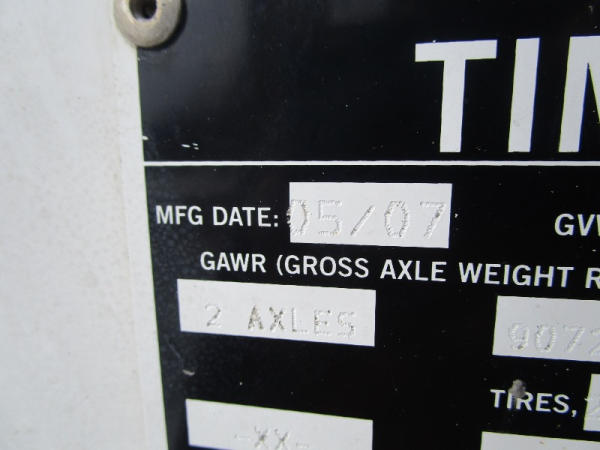 TIM
MFG DATE: 05/07 GVW
GAWR (GROSS AXLE WEIGHT R
2 AXLES 9072
TIRES,
-XX-